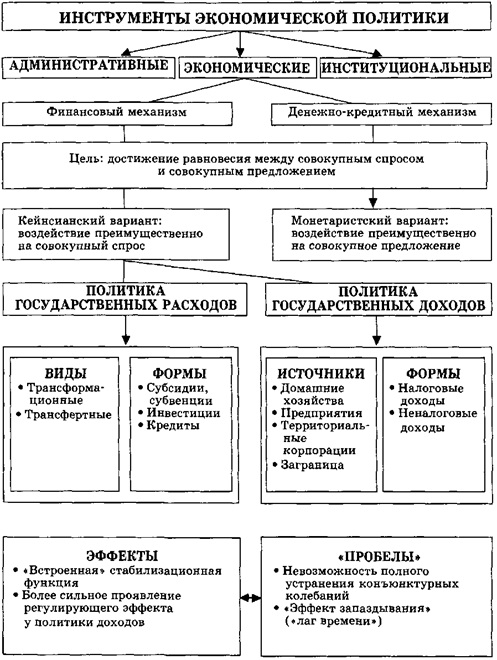 ИНСТРУМЕНТЫ ЭКОНОМИЧЕСКОЙ ПОЛИТИКИ
АДМИНИСТРАТИВНЫЕ
ЭКОНОМИЧЕСКИЕ
ИНСТИТУЦИОНАЛЬНЫЕ
Финансовый механизм
Денежно-кредитный механизм
Цель: достижение равновесия между совокупным спросом
и совокупным предложением
Кейнсианский вариант:
воздействие преимущественно
на совокупный спрос
Монетаристский вариант:
воздействие преимущественно
на совокупное предложение
ПОЛИТИКА
ГОСУДАРСТВЕННЫХ РАСХОДОВ
ПОЛИТИКА
ГОСУДАРСТВЕННЫХ ДОХОДОВ
ВИДЫ
• Трансформа-
ционные
• Трансфертные
ФОРМЫ
• Субсидии,
субвенции
• Инвестиции
• Кредиты
ИСТОЧНИКИ
• Домашние
хозяйства
• Предприятия
• Территориаль-
ные
корпорации
• Заграница
ФОРМЫ
• Налоговые
доходы
• Неналоговые
доходы
ЭФФЕКТЫ
• «Встроенная» стабилизационная
функция
• Более сильное проявление
регулирующего эффекта
у политики доходов
«ПРОБЕЛЫ»
• Невозможность полного
устранения конъюнктурных
колебаний
• «Эффект запаздывания»
(«лаг времени»)